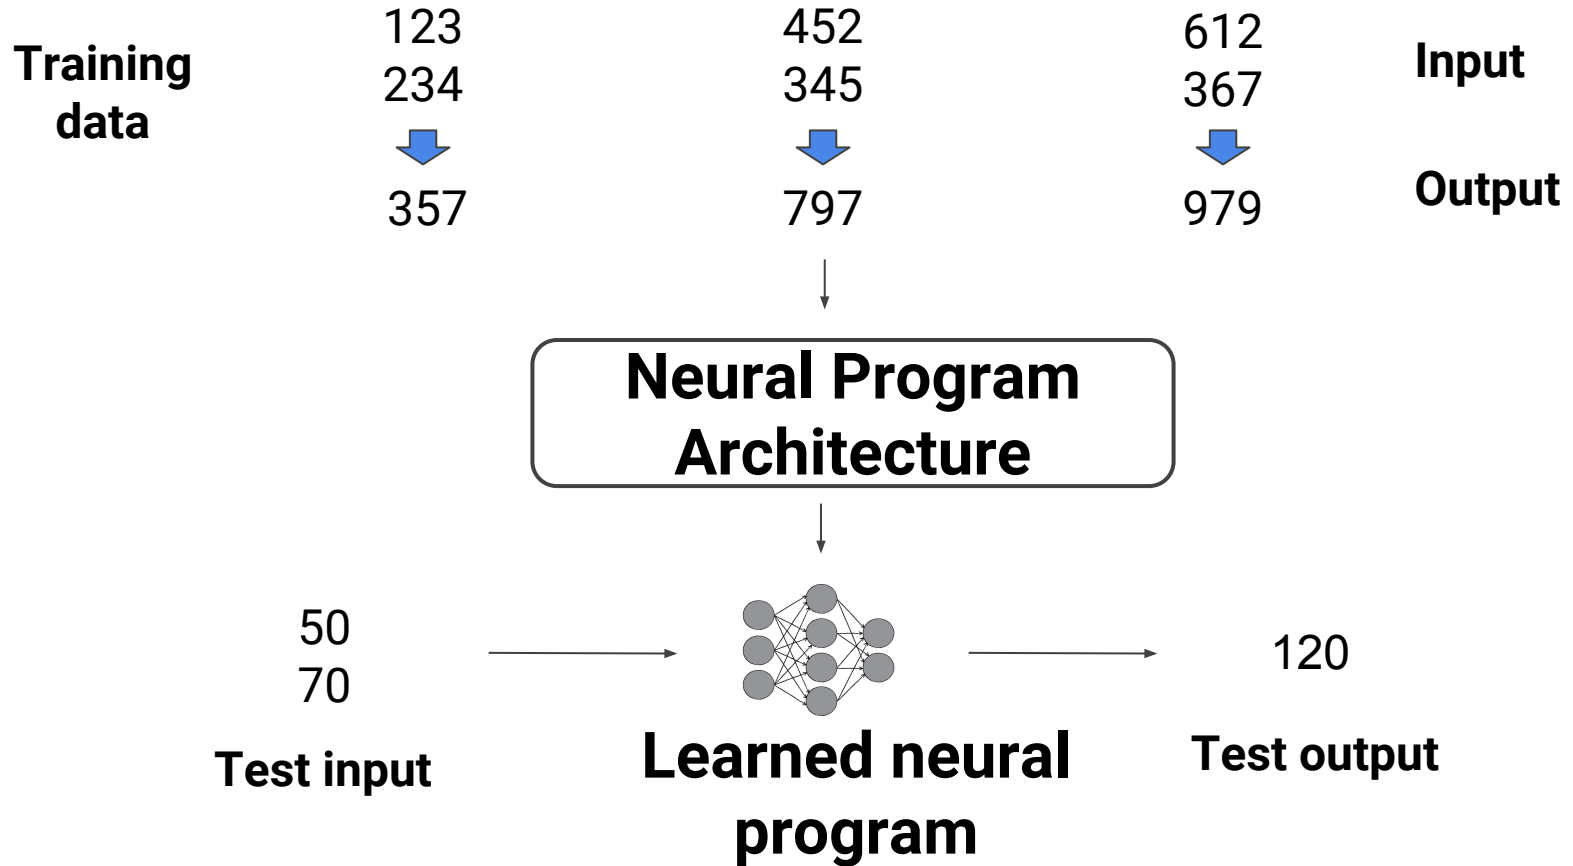 Training
data
123
234
357
452
345
797
612
367
979
Input
Output
Neural Program
Architecture
50
70
Test input
Learned neural
program
120
Test output